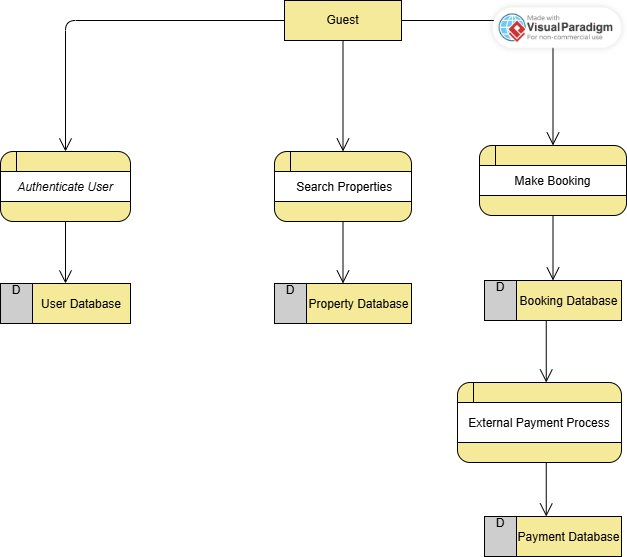 Guest
Made with
Visual Paradigm
For non-commercial use
Authenticate User
Search Properties
Make Booking
D
User Database
D
Property Database
D
Booking Database
External Payment Process
D
Payment Database